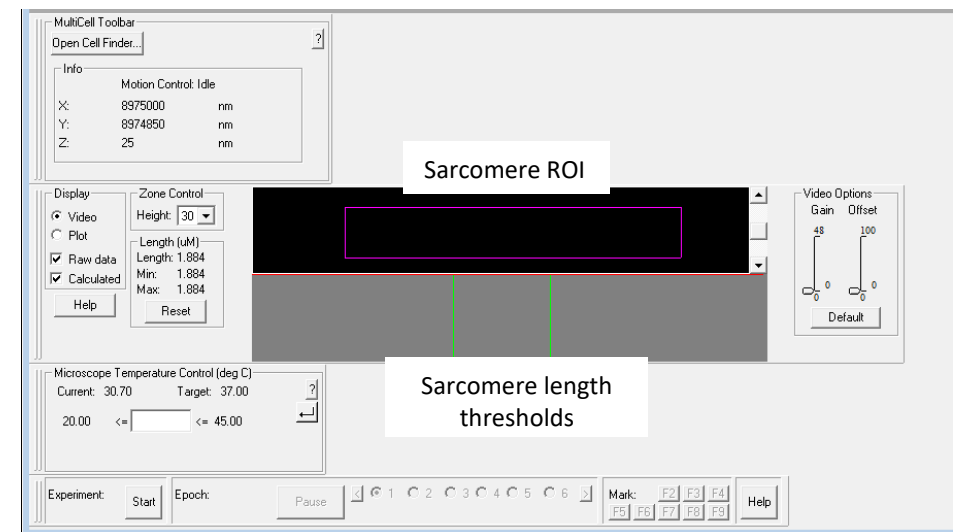 MultiCell Toolbar
Open Cell Finder...
?
Info
Motion Control: Idle
X: 8975000 nm
Y: 8974850 nm
Z: 25 nm
Sarcomere ROI
Display
Video
Plot
Raw data
Calculated
Help
Zone Control
Height: 30
Length (uM)
Length: 1.884
Min: 1.884
Max: 1.884
Reset
Video Options
Gain Offset
48 100
0 0
0 0
Default
Sarcomere length
thresholds
Microscope Temperature Control (deg C)
Current: 30.70 Target: 37.00 ?
20.00 <= <= 45.00
Experiment: Start Epoch: Pause < 1 2 3 4 5 6 > Mark: F2 F3 F4 Help
F5 F6 F7 F8 F9